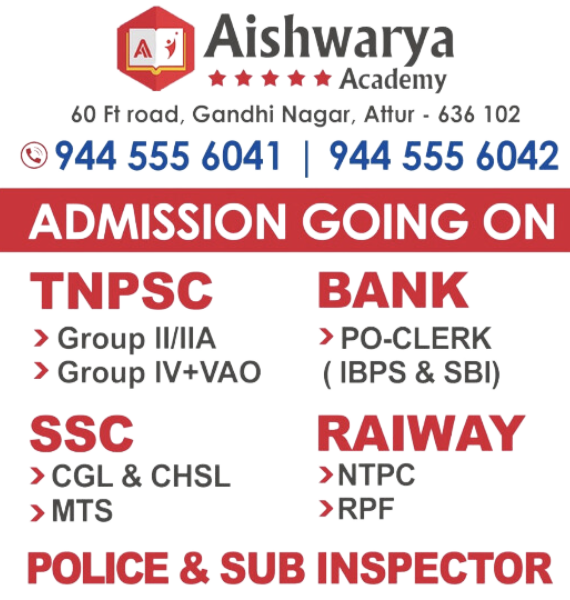 A
Aishwarya
Academy
60 Ft road, Gandhi Nagar, Attur - 636 102
944 555 6041 | 944 555 6042
ADMISSION GOING ON
TNPSC
Group II/IIA
Group IV+VAO
BANK
PO-CLERK
( IBPS & SBI)
SSC
CGL & CHSL
MTS
RAIWAY
NTPC
RPF
POLICE & SUB INSPECTOR